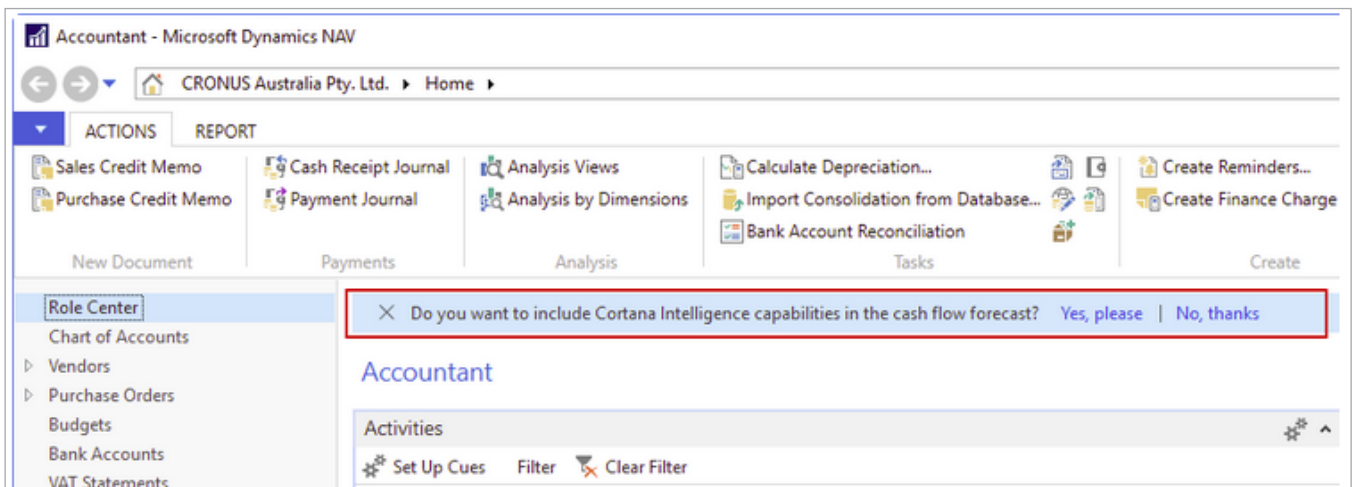 Accountant - Microsoft Dynamics NAV
CRONUS Australia Pty. Ltd. Home
ACTIONS REPORT
Sales Credit Memo Cash Receipt Journal Analysis Views Calculate Depreciation... Create Reminders...
Purchase Credit Memo Payment Journal Analysis by Dimensions Import Consolidation from Database... Create Finance Charge
Bank Account Reconciliation
New Document Payments Analysis Tasks Create
Role Center
Do you want to include Cortana Intelligence capabilities in the cash flow forecast? Yes, please | No, thanks
Chart of Accounts
Vendors
Accountant
Purchase Orders
Budgets
Activities
Bank Accounts
Set Up Cues Filter Clear Filter
VAT Statements